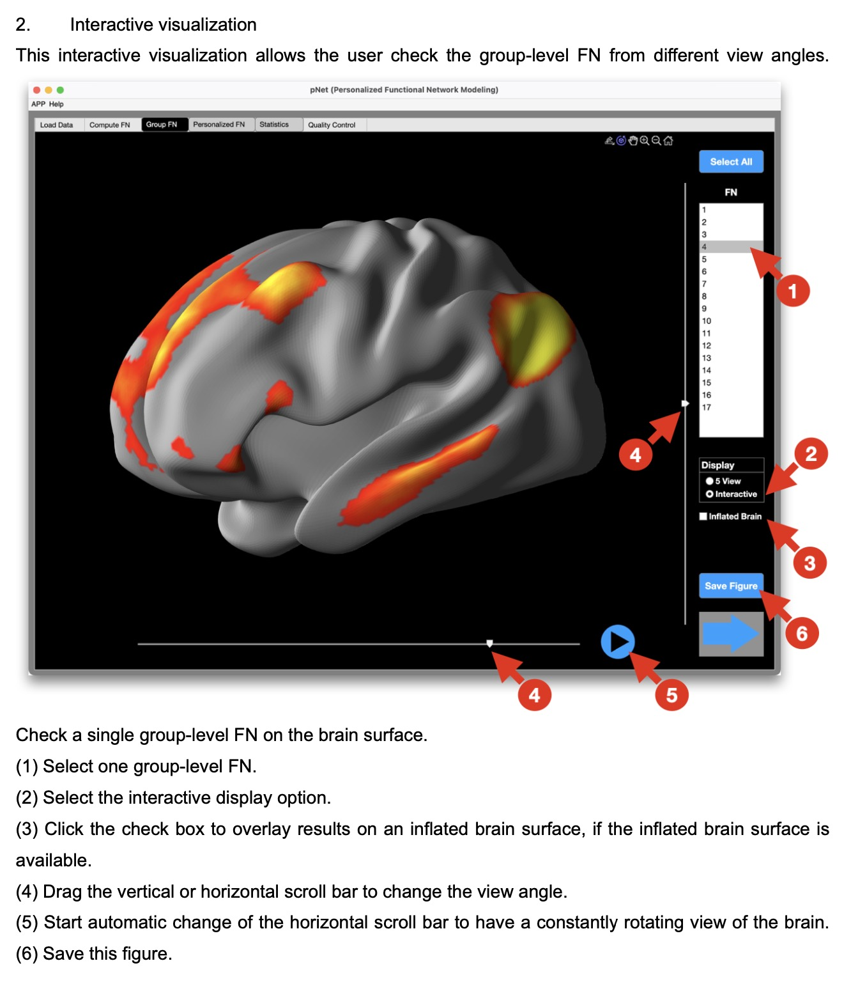 2. Interactive visualization
This interactive visualization allows the user check the group-level FN from different view angles.
pNet (Personalized Functional Network Modeling)
APP Help
Load Data Compute FN Group FN Personalized FN Statistics Quality Control
Select All
FN
1
2
3
4
5
6
7
8
9
10
11
12
13
14
15
16
17
1
4
2
Display
5 View
Interactive
Inflated Brain
3
Save Figure
6
4
5
Check a single group-level FN on the brain surface.
(1) Select one group-level FN.
(2) Select the interactive display option.
(3) Click the check box to overlay results on an inflated brain surface, if the inflated brain surface is
available.
(4) Drag the vertical or horizontal scroll bar to change the view angle.
(5) Start automatic change of the horizontal scroll bar to have a constantly rotating view of the brain.
(6) Save this figure.